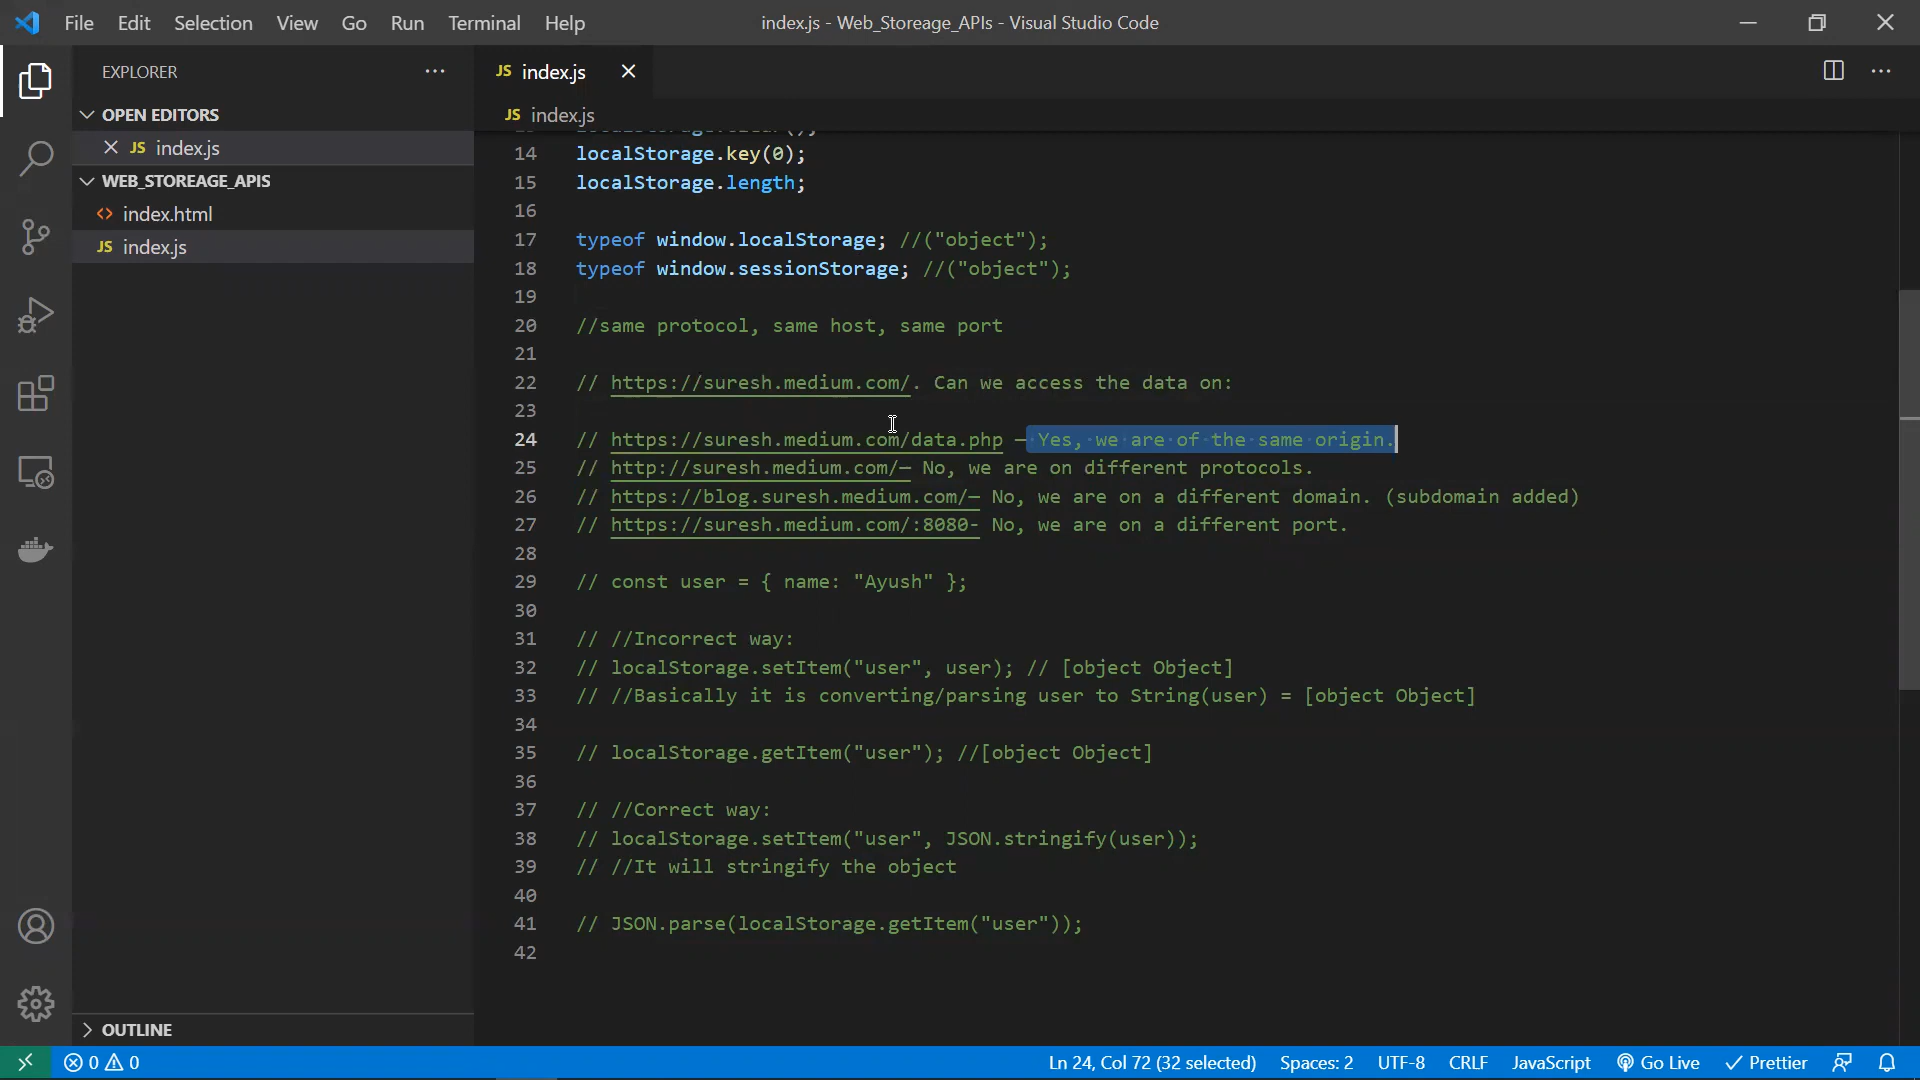 File Edit Selection View Go Run Terminal Help index.js - Web_Storeage_APIs - Visual Studio Code
EXPLORER
OPEN EDITORS
JS index.js
WEB_STOREAGE_APIS
<> index.html
JS index.js
OUTLINE
JS index.js
JS index.js
14 localStorage.key(0);
15 localStorage.length;
16
17 typeof window.localStorage; //("object");
18 typeof window.sessionStorage; //("object");
19
20 //same protocol, same host, same port
21
22 // https://suresh.medium.com/. Can we access the data on:
23
24 // https://suresh.medium.com/data.php — Yes, we are of the same origin.
25 // http://suresh.medium.com/— No, we are on different protocols.
26 // https://blog.suresh.medium.com/— No, we are on a different domain. (subdomain added)
27 // https://suresh.medium.com/:8080- No, we are on a different port.
28
29 // const user = { name: "Ayush" };
30
31 // //Incorrect way:
32 // localStorage.setItem("user", user); // [object Object]
33 // //Basically it is converting/parsing user to String(user) = [object Object]
34
35 // localStorage.getItem("user"); //[object Object]
36
37 // //Correct way:
38 // localStorage.setItem("user", JSON.stringify(user));
39 // //It will stringify the object
40
41 // JSON.parse(localStorage.getItem("user"));
42
0 0 Ln 24, Col 72 (32 selected) Spaces: 2 UTF-8 CRLF JavaScript Go Live Prettier